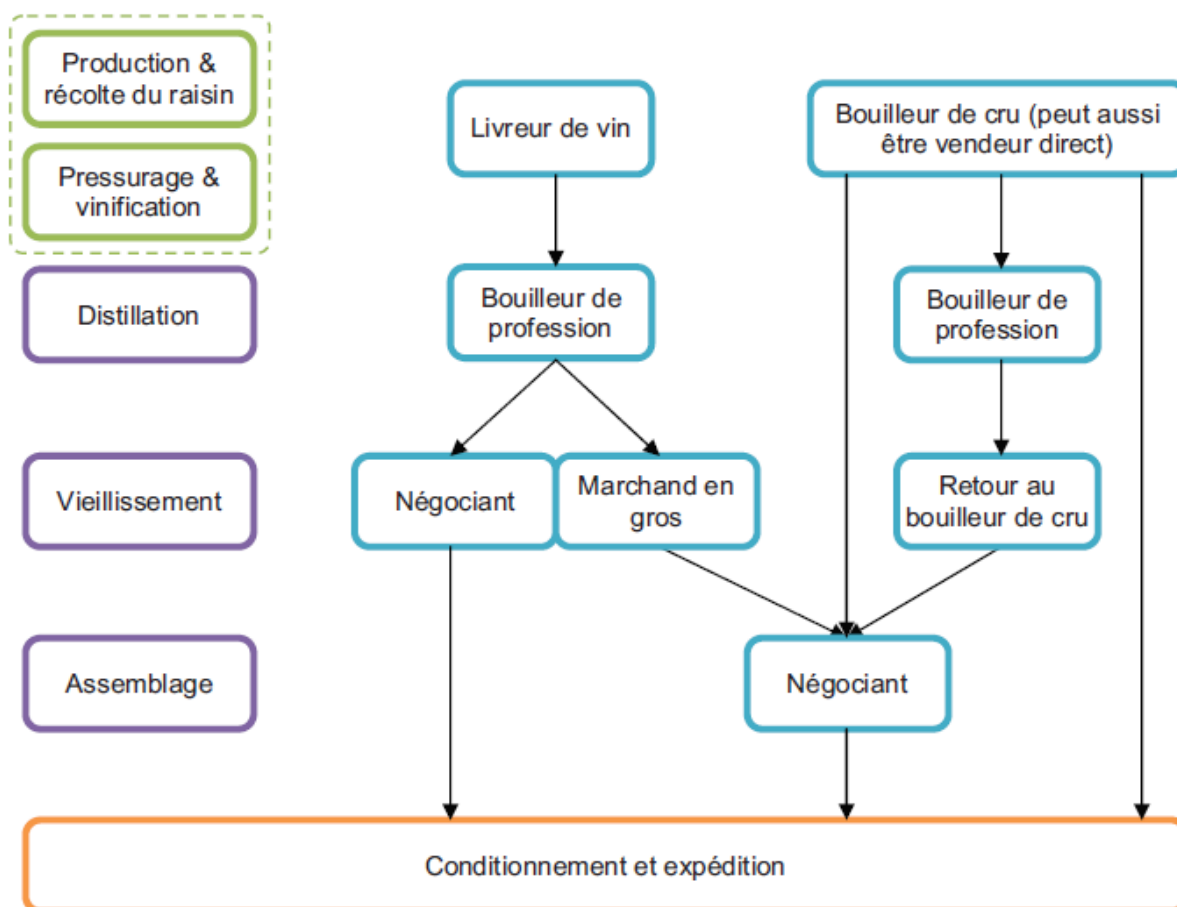 Production &
récolte du raisin
Pressurage &
vinification
Livreur de vin
Bouilleur de cru (peut aussi
être vendeur direct)
Distillation
Bouilleur de
profession
Bouilleur de
profession
Vieillissement
Négociant
Marchand en
gros
Retour au
bouilleur de cru
Assemblage
Négociant
Conditionnement et expédition